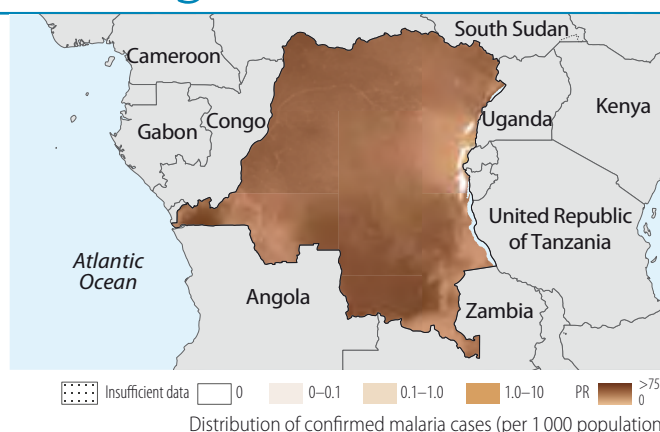 South Sudan
Cameroon
Uganda
Kenya
Gabon
Congo
United Republic
of Tanzania
Atlantic
Ocean
Angola
Zambia
Insufficient data 0 0–0.1 0.1–1.0 1.0–10 PR >75
0
Distribution of confirmed malaria cases (per 1 000 population